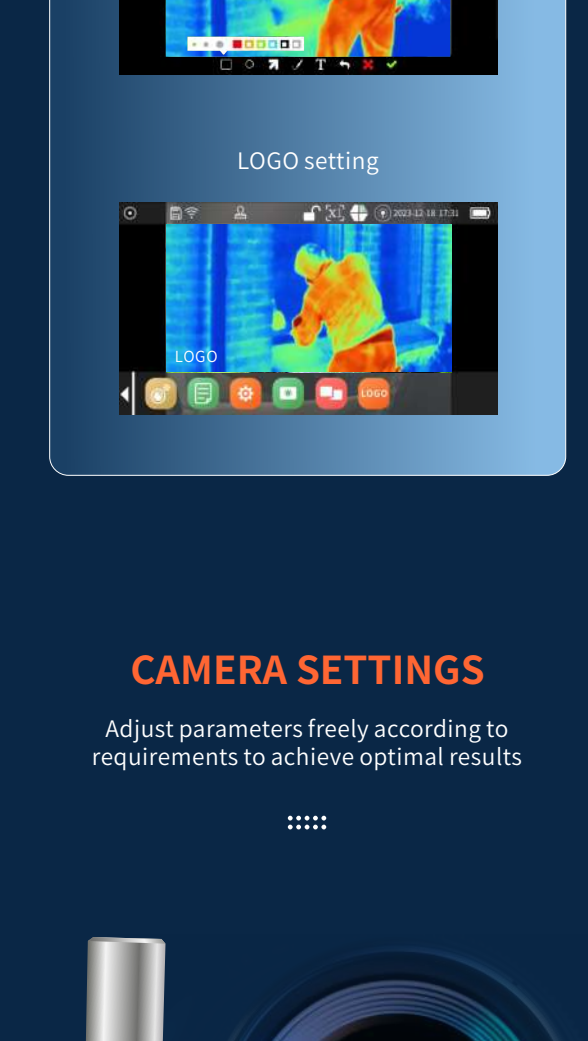 T
LOGO setting
X1
2023-12-18 17:31
LOGO
LOGO
CAMERA SETTINGS
Adjust parameters freely according to
requirements to achieve optimal results